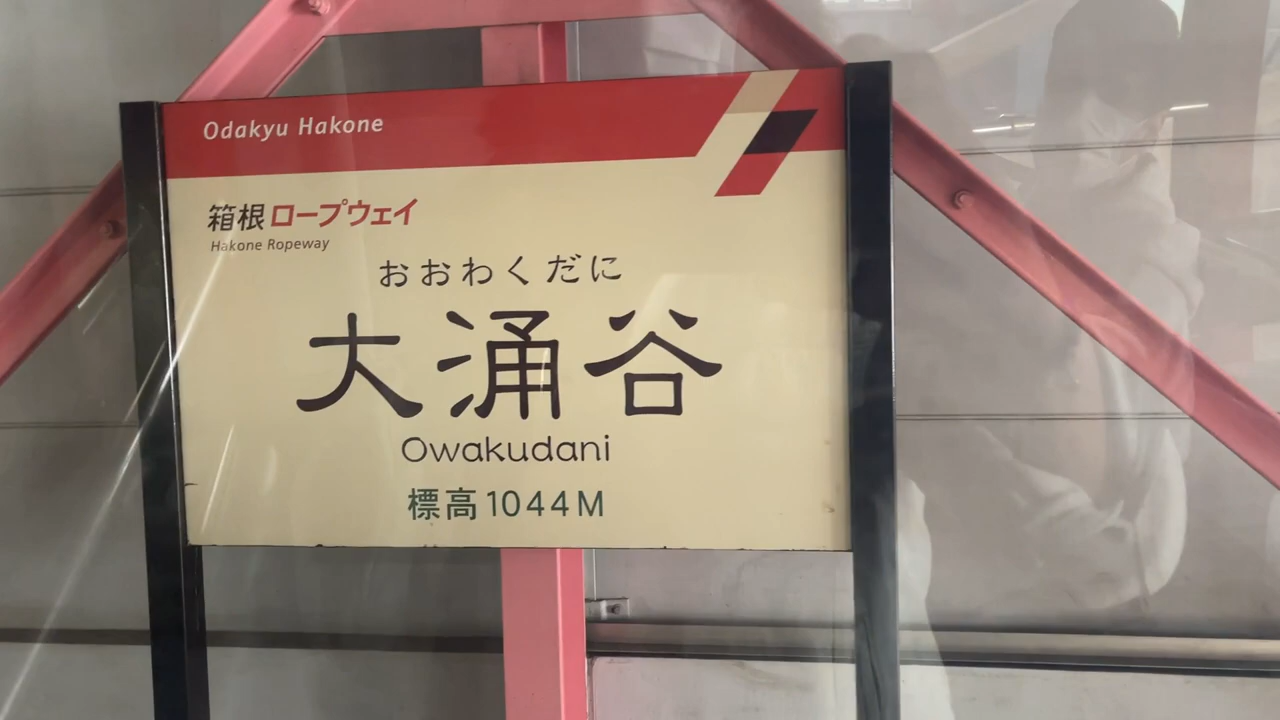 Odakyu Hakone
箱根ロープウェイ
Hakone Ropeway
おおわくだに
大涌谷
Owakudani
標高1044M